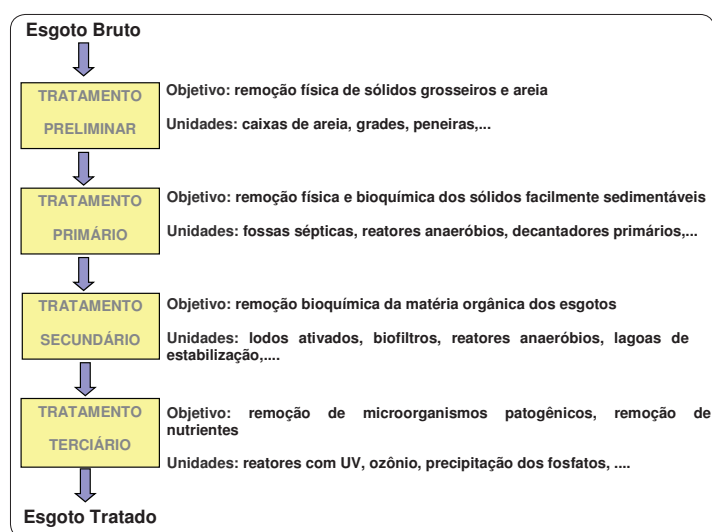 Esgoto Bruto
TRATAMENTO
PRELIMINAR
Objetivo: remoção física de sólidos grosseiros e areia
Unidades: caixas de areia, grades, peneiras,...
TRATAMENTO
PRIMÁRIO
Objetivo: remoção física e bioquímica dos sólidos facilmente sedimentáveis
Unidades: fossas sépticas, reatores anaeróbios, decantadores primários,...
TRATAMENTO
SECUNDÁRIO
Objetivo: remoção bioquímica da matéria orgânica dos esgotos
Unidades: lodos ativados, biofiltros, reatores anaeróbios, lagoas de
estabilização,....
TRATAMENTO
TERCIÁRIO
Objetivo: remoção de microorganismos patogênicos, remoção de
nutrientes
Unidades: reatores com UV, ozônio, precipitação dos fosfatos, ....
Esgoto Tratado